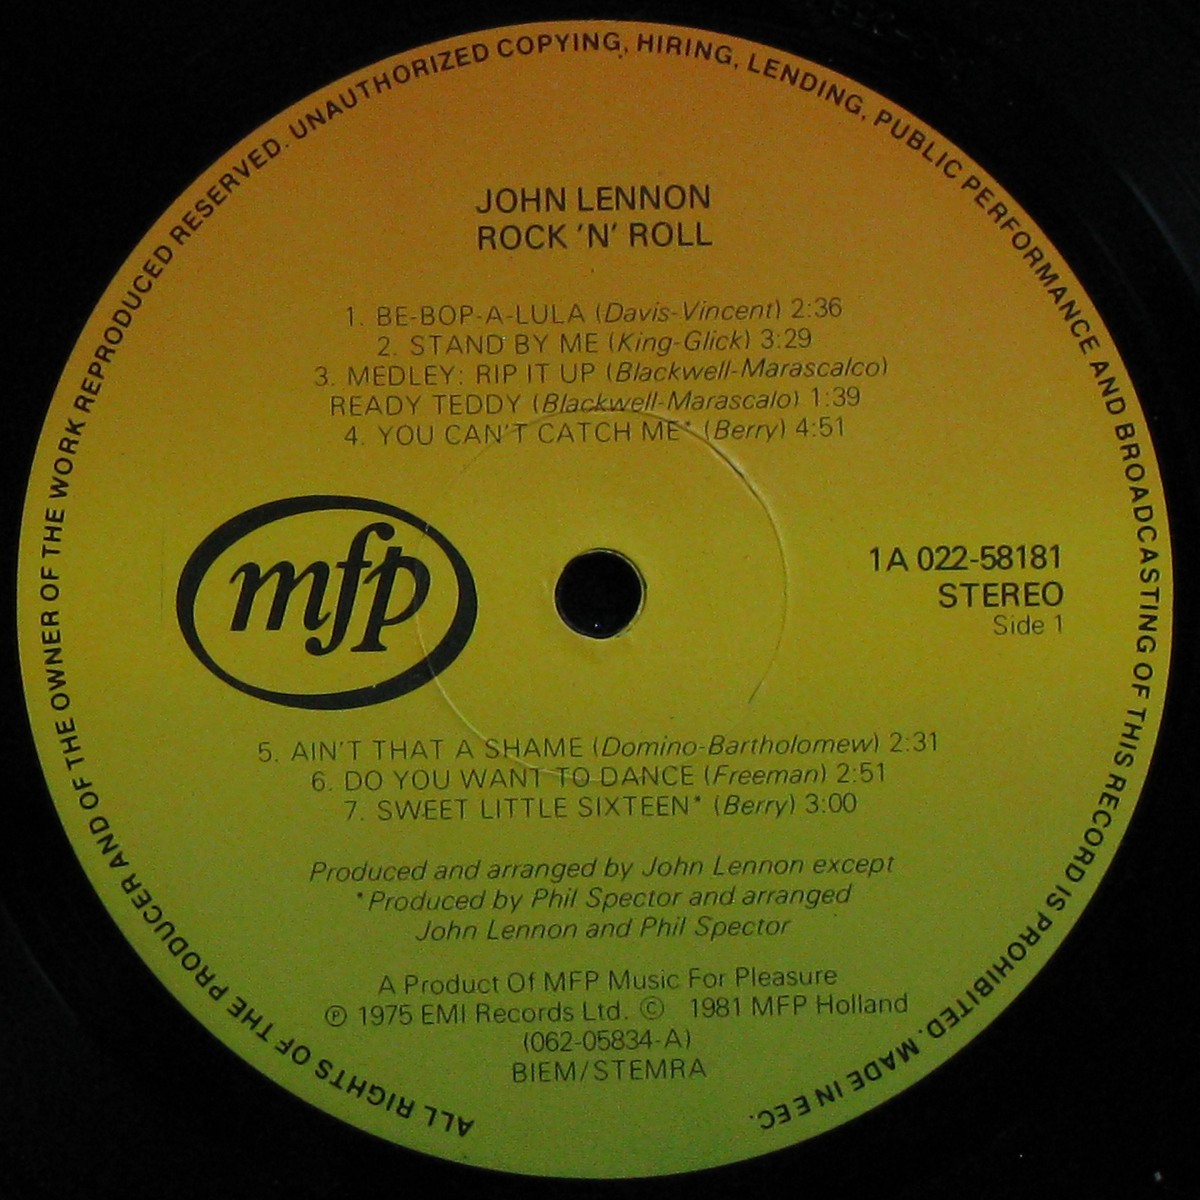 ALL RIGHTS OF THE PRODUCER AND OF THE OWNER OF THE WORK REPRODUCED RESERVED. UNAUTHORIZED COPYING, HIRING, LENDING, PUBLIC PERFORMANCE AND BROADCASTING OF THIS RECORD IS PROHIBITED. MADE IN EEC.
JOHN LENNON
ROCK 'N' ROLL
1. BE-BOP-A-LULA (Davis-Vincent) 2:36
2. STAND BY ME (King-Glick) 3:29
3. MEDLEY: RIP IT UP (Blackwell-Marascalco)
READY TEDDY (Blackwell-Marascalo) 1:39
4. YOU CAN'T CATCH ME* (Berry) 4:51
mfp
1A 022-58181
STEREO
Side 1
5. AIN'T THAT A SHAME (Domino-Bartholomew) 2:31
6. DO YOU WANT TO DANCE (Freeman) 2:51
7. SWEET LITTLE SIXTEEN* (Berry) 3:00
Produced and arranged by John Lennon except
*Produced by Phil Spector and arranged
John Lennon and Phil Spector
A Product Of MFP Music For Pleasure
℗ 1975 EMI Records Ltd. © 1981 MFP Holland
(062-05834-A)
BIEM/STEMRA